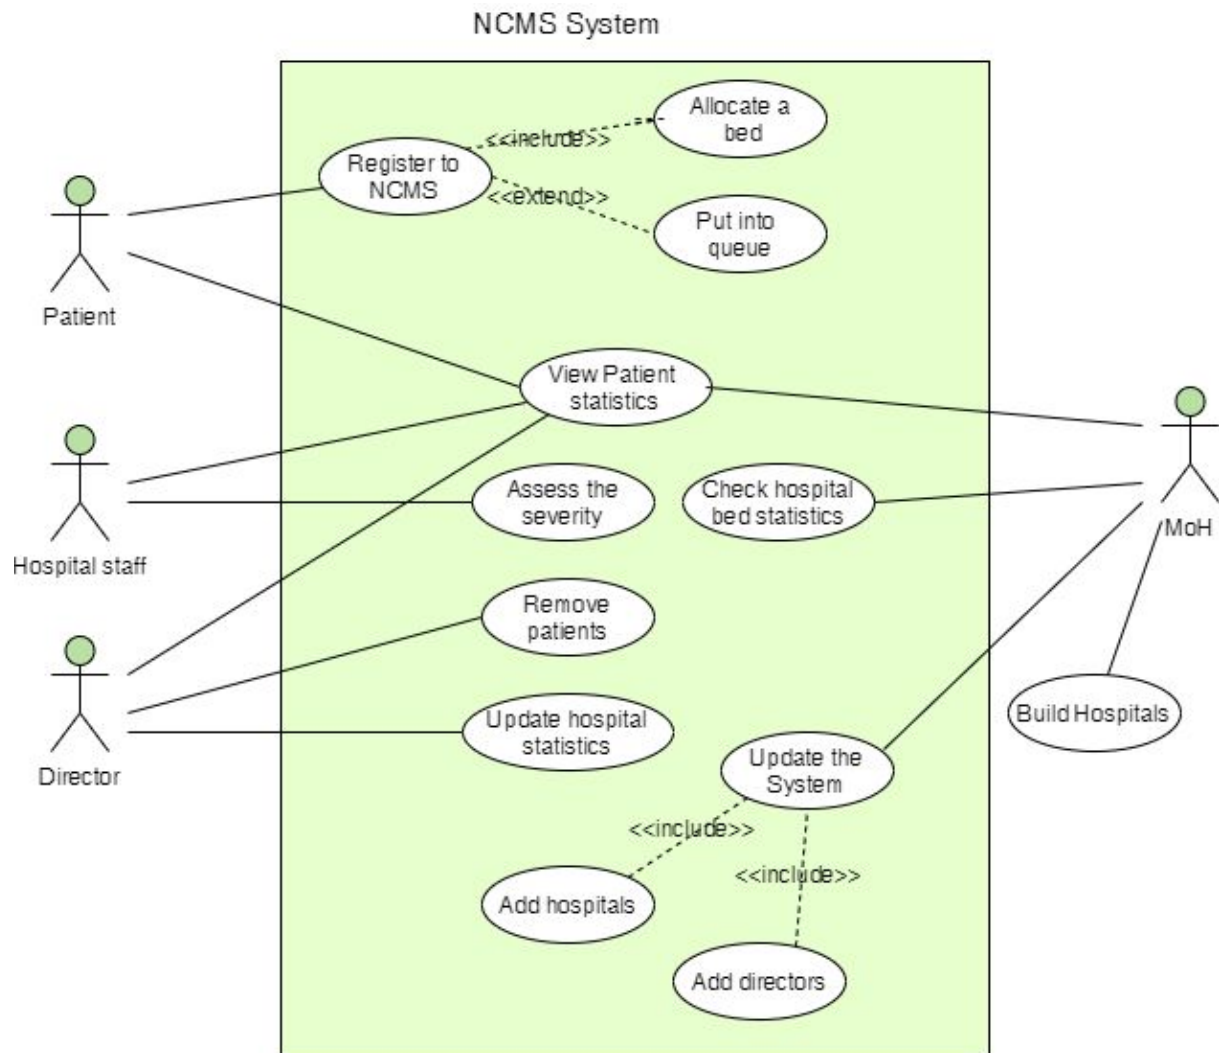 NCMS System
Allocate a
bed
<<include>>
Register to
NCMS
<<extend>>
Put into
queue
Patient
View Patient
statistics
Assess the
severity
Check hospital
bed statistics
MoH
Hospital staff
Remove
patients
Update hospital
statistics
Build Hospitals
Director
Update the
System
<<include>>
<<include>>
Add hospitals
Add directors